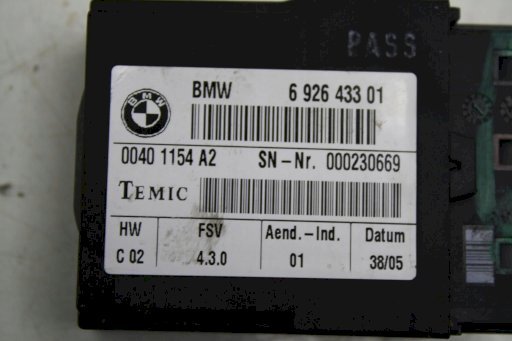 PASS
BMW
BMW 6 926 433 01
0040 1154 A2 SN-Nr. 000230669
TEMIC
HW FSV Aend.-Ind. Datum
C 02 4.3.0 01 38/05